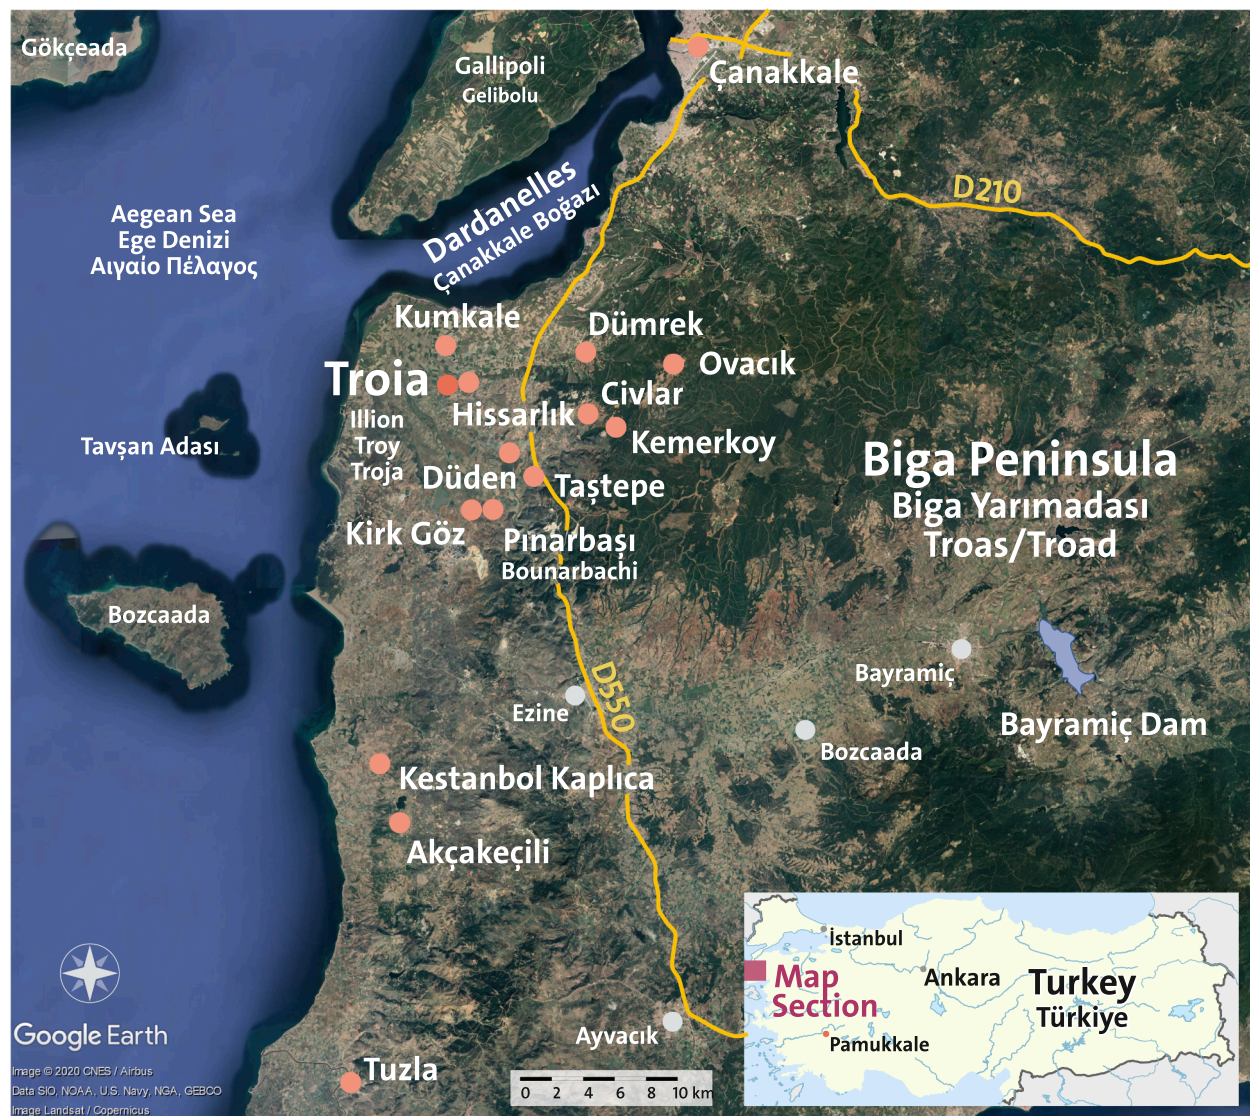 Gökçeada
Gallipoli
Gelibolu
Çanakkale
D210
Dardanelles
Çanakkale Boğazı
Aegean Sea
Ege Denizi
Αιγαίο Πέλαγος
Kumkale
Dümrek
Ovacık
Troia
Illion
Troy
Troja
Hissarlık
Civlar
Kemerkoy
Tavşan Adası
Düden
Taştepe
Kirk Göz
Pınarbaşı
Bounarbachi
Biga Peninsula
Biga Yarımadası
Troas/Troad
Bozcaada
Bayramiç
Ezine
D550
Bozcaada
Bayramiç Dam
Kestanbol Kaplıca
Akçakeçili
Ayvacık
Tuzla
Google Earth
Image © 2020 CNES / Airbus
Data SIO, NOAA, U.S. Navy, NGA, GEBCO
Image Landsat / Copernicus
0 2 4 6 8 10 km
İstanbul
Map
Section
Ankara
Turkey
Türkiye
Pamukkale